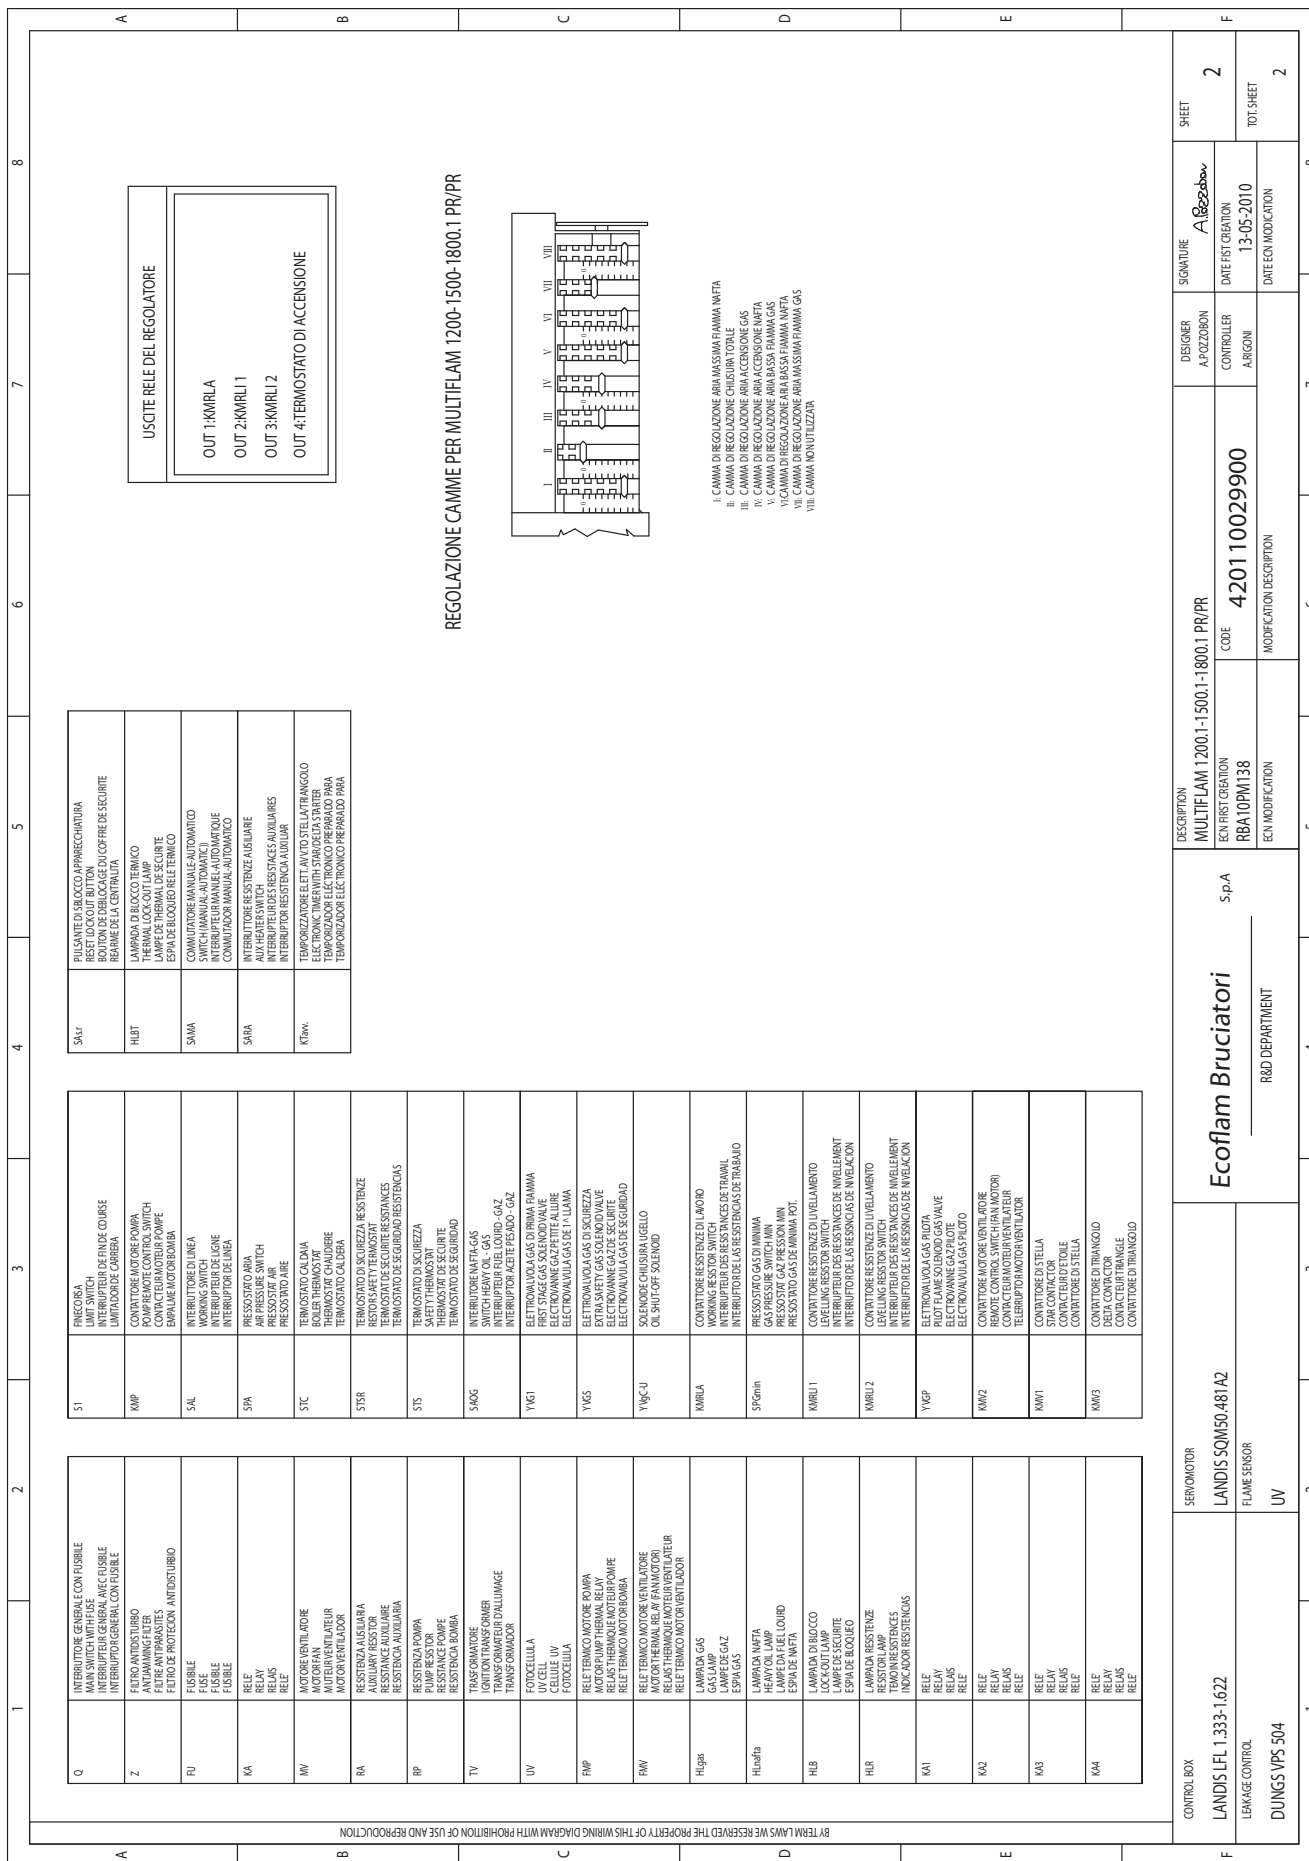 1
2
3
4
5
6
7
8
A
B
C
D
E
F
BY TERM LAWS WE RESERVED THE PROPERTY OF THIS WIRING DIAGRAM WITH PROHIBITION OF USE AND REPRODUCTION
Q
INTERRUTTORE GENERALE CON FUSIBILE
MAIN SWITCH WITH FUSE
INTERRUPTEUR GENERAL AVEC FUSIBLE
INTERRUPTOR GENERAL CON FUSIBLE
Z
FILTRO ANTIDISTURBO
ANTIJAMMING FILTER
FILTRE ANTIPARASITES
FILTRO DE PROTECCION ANTIDISTURBIO
FU
FUSIBILE
FUSE
FUSIBLE
FUSIBLE
KA
RELE'
RELAY
RELAIS
RELE'
MV
MOTORE VENTILATORE
MOTOR FAN
MUTEUR VENTILATEUR
MOTOR VENTILADOR
RA
RESISTENZA AUSILIARIA
AUXILIARY RESISTOR
RESISTANCE AUXILIAIRE
RESISTENCIA AUXILIARIA
RP
RESISTENZA POMPA
PUMP RESISTOR
RESISTANCE POMPE
RESISTENCIA BOMBA
TV
TRASFORMATORE
IGNITION TRANSFORMER
TRANSFORMATEUR D'ALLUMAGE
TRANSFORMADOR
UV
FOTOCELLULA
UV CELL
CELLULE UV
FOTOCELULA
FMP
RELE' TERMICO MOTORE POMPA
MOTOR PUMP THERMAL RELAY
RELAIS THERMIQUE MOTEUR POMPE
RELE' TERMICO MOTOR BOMBA
FMV
RELE' TERMICO MOTORE VENTILATORE
MOTOR THERMAL RELAY (FAN MOTOR)
RELAIS THERMIQUE MOTEUR VENTILATEUR
RELE' TERMICO MOTOR VENTILADOR
HLgas
LAMPADA GAS
GAS LAMP
LAMPE DE GAZ
ESPIA GAS
HLnafta
LAMPADA NAFTA
HEAVY OIL LAMP
LAMPE DA FUEL LOURD
ESPIA DE NAFTA
HLB
LAMPADA DI BLOCCO
LOCK-OUT LAMP
LAMPE DE SECURITE
ESPIA DE BLOQUEO
HLR
LAMPADA RESISTENZE
RESISTOR LAMP
TEMOIN RESISTENCES
INDICADOR RESISTENCIAS
KA1
RELE'
RELAY
RELAIS
RELE'
KA2
RELE'
RELAY
RELAIS
RELE'
KA3
RELE'
RELAY
RELAIS
RELE'
KA4
RELE'
RELAY
RELAIS
RELE'
S1
FINECORSA
LIMIT SWITCH
INTERRUPTEUR DE FIN DE COURSE
LIMITADOR DE CARRERA
KMP
CONTATTORE MOTORE POMPA
POMP REMOTE CONTROL SWITCH
CONTACTEUR MOTEUR POMPE
EMPALME MOTOR BOMBA
SAL
INTERRUTTORE DI LINEA
WORKING SWITCH
INTERRUPTEUR DE LIGNE
INTERRUPTOR DE LINEA
SPA
PRESSOSTATO ARIA
AIR PRESSURE SWITCH
PRESSOSTAT AIR
PRESOSTATO AIRE
STC
TERMOSTATO CALDAIA
BOILER THERMOSTAT
THERMOSTAT CHAUDIERE
TERMOSTATO CALDERA
STSR
TERMOSTATO DI SICUREZZA RESISTENZE
RESTOR SAFETY TERMOSTAT
TERMOSTAT DE SECURITE RESISTANCES
TERMOSTATO DE SEGURIDAD RESISTENCIAS
STS
TERMOSTATO DI SICUREZZA
SAFETY THERMOSTAT
THERMOSTAT DE SECURITE
TERMOSTATO DE SEGURIDAD
SAOG
INTERRUTORE NAFTA-GAS
SWITCH HEAVY OIL - GAS
INTERRUPTEUR FUEL LOURD - GAZ
INTERRUPTOR ACEITE PESADO - GAZ
YVG1
ELETTROVALVOLA GAS DI PRIMA FIAMMA
FIRST STAGE GAS SOLENOID VALVE
ELECTROVANNE GAZ PETITE ALLURE
ELECTROVALVULA GAS DE 1^ LLAMA
YVGS
ELETTROVALVOLA GAS DI SICUREZZA
EXTRA SAFETY GAS SOLENOID VALVE
ELECTROVANNE GAZ DE SECURITE
ELECTROVALVULA GAS DE SEGURIDAD
YVgC-U
SOLENOIDE CHIUSURA UGELLO
OIL SHUT-OFF SOLENOID
KMRLA
CONTATTORE RESISTENZE DI LAVORO
WORKING RESISTOR SWITCH
INTERRUPTEUR DES RESISTANCES DE TRAVAIL
INTERRUFTOR DE LAS RESISTENCIAS DE TRABAJO
SPGmin
PRESSOSTATO GAS DI MINIMA
GAS PRESSURE SWITCH MIN
PRESSOSTAT GAZ PRESSION MIN
PRESOSTATO GAS DE MINIMA POT.
KMRLI 1
CONTATTORE RESISTENZE DI LIVELLAMENTO
LEVELLING RESISTOR SWITCH
INTERRUPTEUR DES RESISTANCES DE NIVELLEMENT
INTERRUFTOR DE LAS RESISNCIAS DE NIVELACION
KMRLI 2
CONTATTORE RESISTENZE DI LIVELLAMENTO
LEVELLING RESISTOR SWITCH
INTERRUPTEUR DES RESISTANCES DE NIVELLEMENT
INTERRUFTOR DE LAS RESISNCIAS DE NIVELACION
YVGP
ELETTROVALVOLA GAS PILOTA
PILOT FLAME SOLENOID GAS VALVE
ELECTROVANNE GAZ PILOTE
ELECTROVALVULA GAS PILOTO
KMV2
CONTATTORE MOTORE VENTILATORE
REMOTE CONTROL SWITCH (FAN MOTOR)
CONTACTEUR MOTEUR VENTILATEUR
TELERRUPTOR MOTOR VENTILATOR
KMV1
CONTATTORE DI STELLA
STAR CONTACTOR
CONTACTEUR D'ETOILE
CONTATTORE DI STELLA
KMV3
CONTATTORE DI TRIANGOLO
DELTA CONTACTOR
CONTACTEUR TRIANGLE
CONTATTORE DI TRIANGOLO
SAsr
PULSANTE DI SBLOCCO APPARECCHIATURA
RESET LOCKOUT BUTTON
BOUTON DE DEBLOCAGE DU COFFRE DE SECURITE
REARME DE LA CENTRALITA
HLBT
LAMPADA DI BLOCCO TERMICO
THERMAL LOCK-OUT LAMP
LAMPE DE THERMAL DE SECURITE
ESPIA DE BLOQUEO RELE TERMICO
SAMA
COMMUTATORE MANUALE-AUTOMATICO
SWITCH (MANUAL-AUTOMATIC)
INTERRUPTEUR MANUEL-AUTOMATIQUE
CONMUTADOR MANUAL-AUTOMATICO
SARA
INTERRUTTORE RESISTENZE AUSILIARIE
AUX HEATER SWITCH
INTERRUPTEUR DES RESISTACES AUXILIAIRES
INTERRUPTOR RESISTENCIA AUXILIAR
KTavv.
TEMPORIZZATORE ELETT. AVV.TO STELLA/TRIANGOLO
ELECTRONIC TIMER WITH STAR/DELTA STARTER
TEMPORIZADOR ELÉCTRONICO PREPARADO PARA
TEMPORIZADOR ELÉCTRONICO PREPARADO PARA
USCITE RELE DEL REGOLATORE
OUT 1:KMRLA
OUT 2:KMRLI 1
OUT 3:KMRLI 2
OUT 4:TERMOSTATO DI ACCENSIONE
REGOLAZIONE CAMME PER MULTIFLAM 1200-1500-1800.1 PR/PR
I II III IV V VI VII VIII
I: CAMMA DI REGOLAZIONE ARIA MASSIMA FIAMMA NAFTA
II: CAMMA DI REGOLAZIONE CHIUSURA TOTALE
III: CAMMA DI REGOLAZIONE ARIA ACCENSIONE GAS
IV: CAMMA DI REGOLAZIONE ARIA ACCENSIONE NAFTA
V: CAMMA DI REGOLAZIONE ARIA BASSA FIAMMA GAS
VI:CAMMA DI REGOLAZIONE ARIA BASSA FIAMMA NAFTA
VII: CAMMA DI REGOLAZIONE ARIA MASSIMA FIAMMA GAS
VIII: CAMMA NON UTILIZZATA
CONTROL BOX
LANDIS LFL 1.333-1.622
LEAKAGE CONTROL
DUNGS VPS 504
SERVOMOTOR
LANDIS SQM50.481A2
FLAME SENSOR
UV
Ecoflam Bruciatori S.p.A
R&D DEPARTMENT
DESCRIPTION
MULTIFLAM 1200.1-1500.1-1800.1 PR/PR
ECN FIRST CREATION
RBA10PM138
CODE
420110029900
ECN MODIFICATION
MODIFICATION DESCRIPTION
DESIGNER
A.POZZOBON
CONTROLLER
A.RIGONI
SIGNATURE
A.Pozzobon
DATE FIST CREATION
13-05-2010
DATE ECN MODICATION
SHEET
2
TOT. SHEET
2